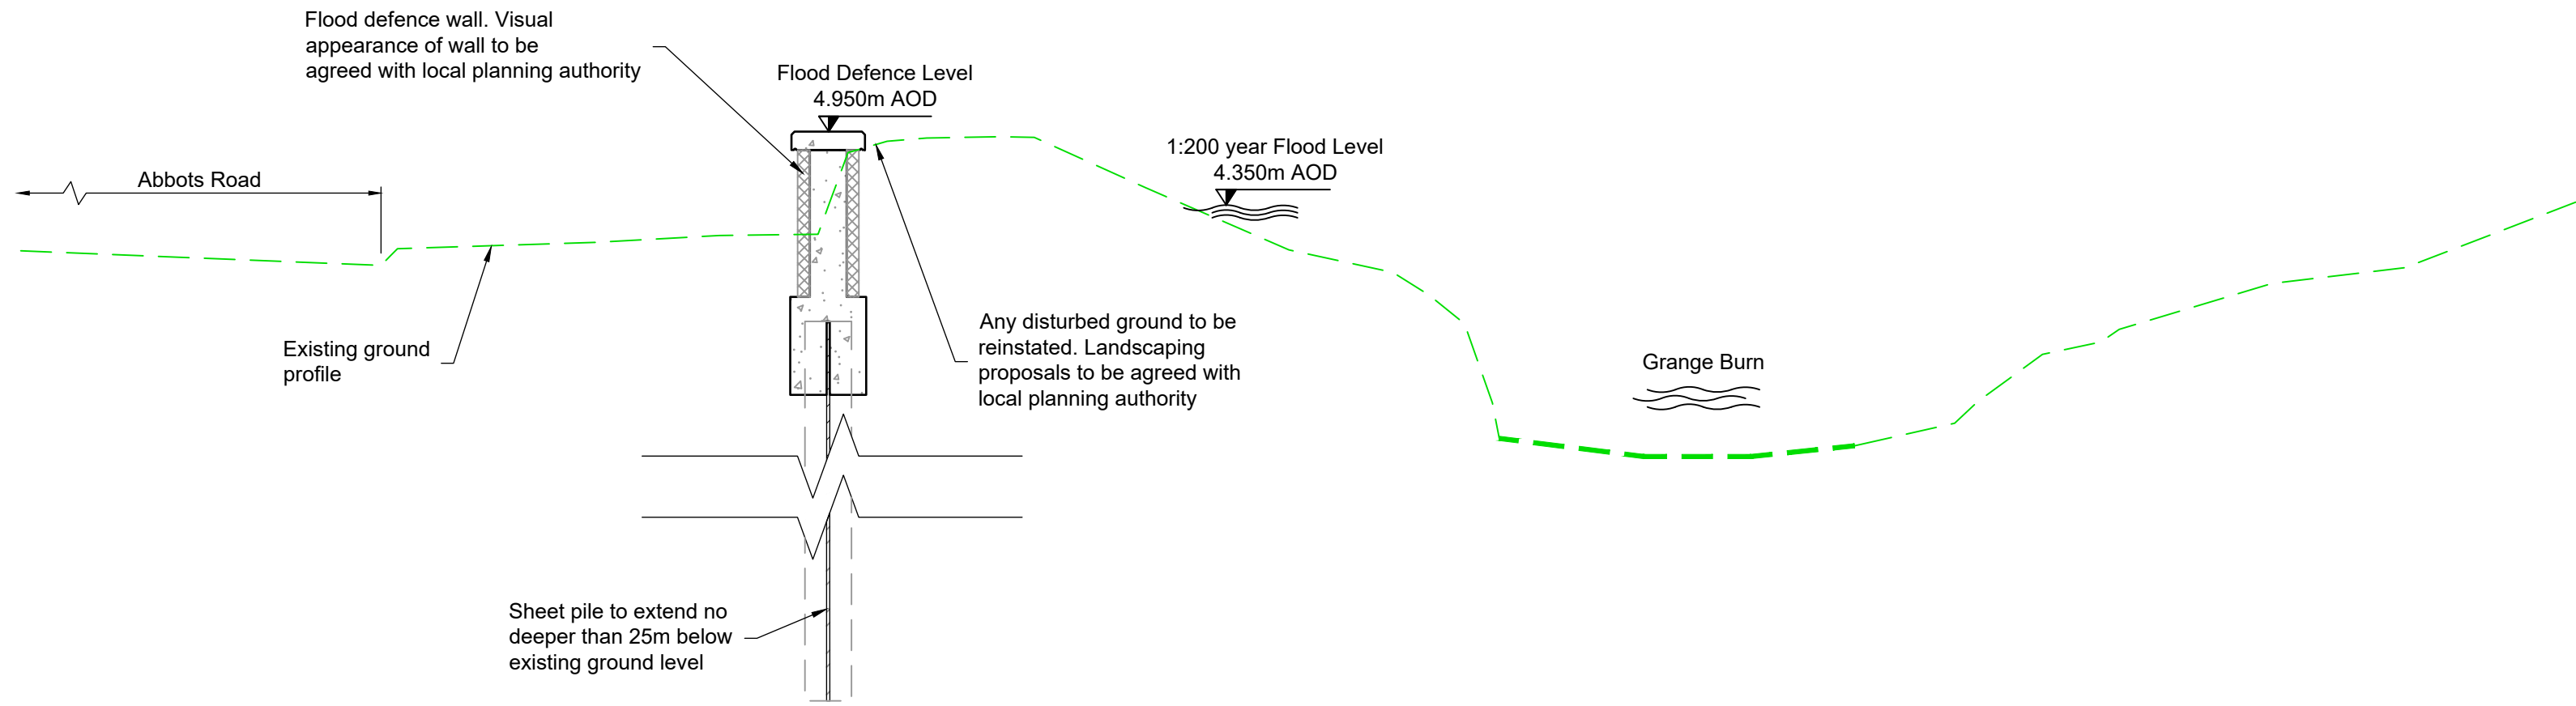 Flood defence wall. Visual
appearance of wall to be
agreed with local planning authority
Flood Defence Level
4.950m AOD
1:200 year Flood Level
4.350m AOD
Abbots Road
Existing ground
profile
Any disturbed ground to be
reinstated. Landscaping
proposals to be agreed with
local planning authority
Grange Burn
Sheet pile to extend no
deeper than 25m below
existing ground level